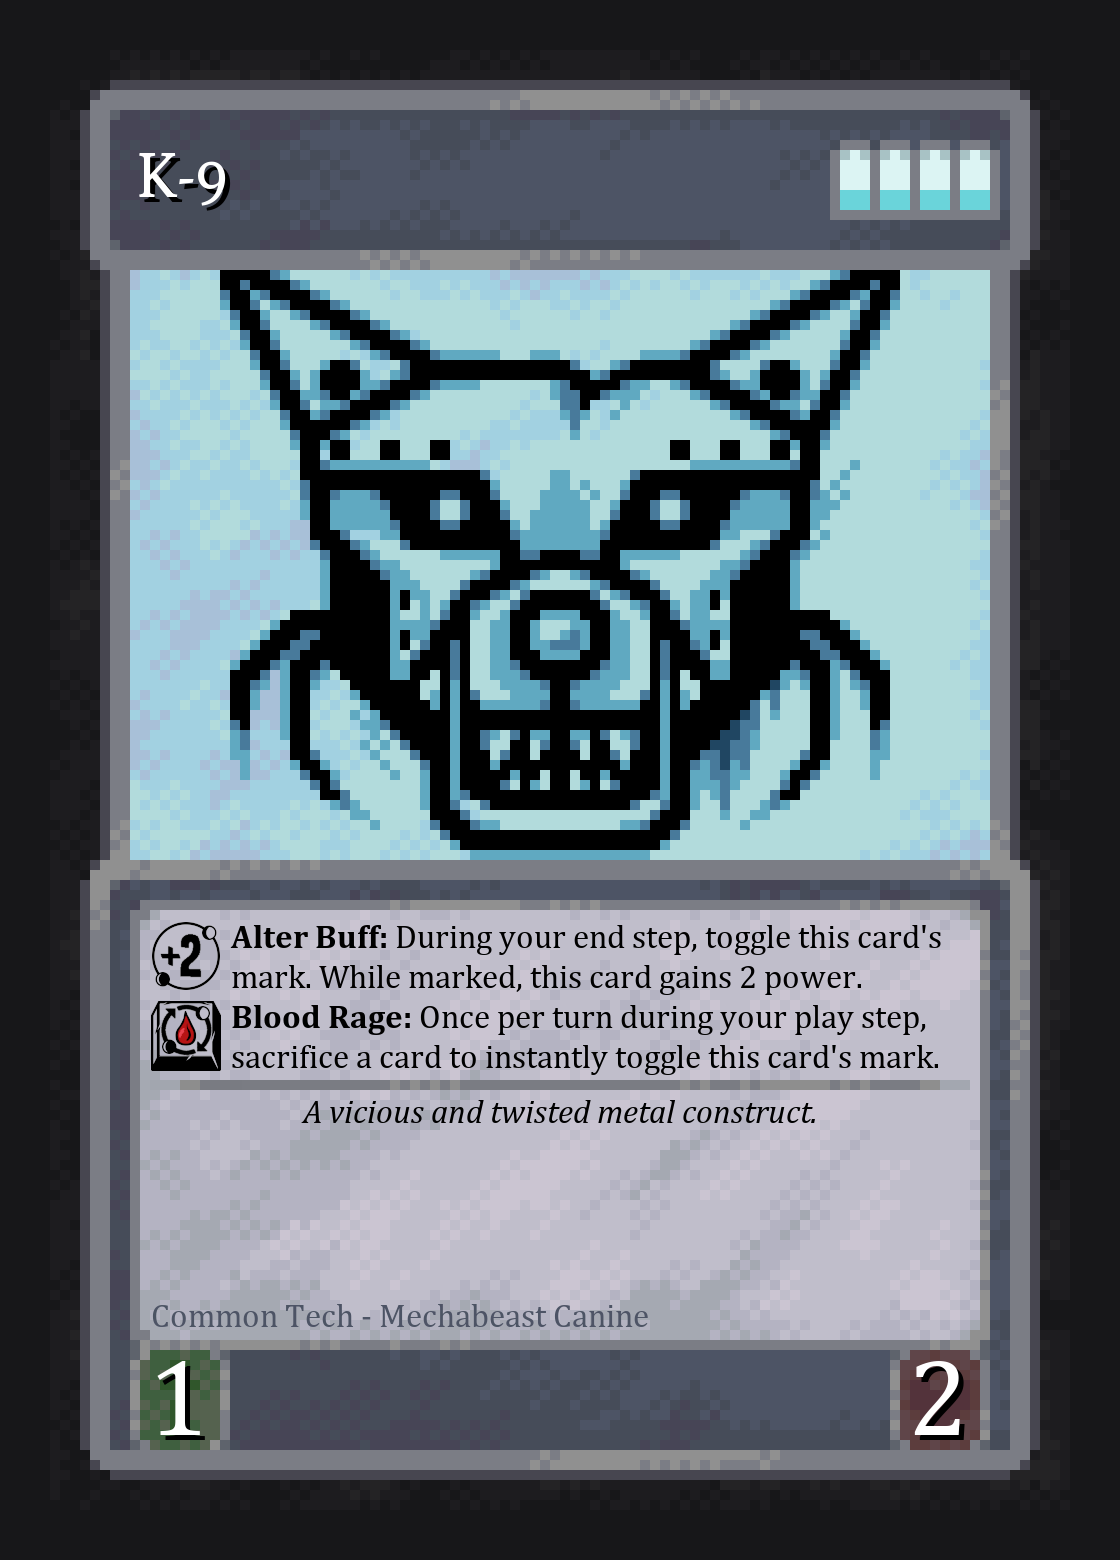 K-9
+2 Alter Buff: During your end step, toggle this card's
mark. While marked, this card gains 2 power.
Blood Rage: Once per turn during your play step,
sacrifice a card to instantly toggle this card's mark.
A vicious and twisted metal construct.
Common Tech - Mechabeast Canine
1
2